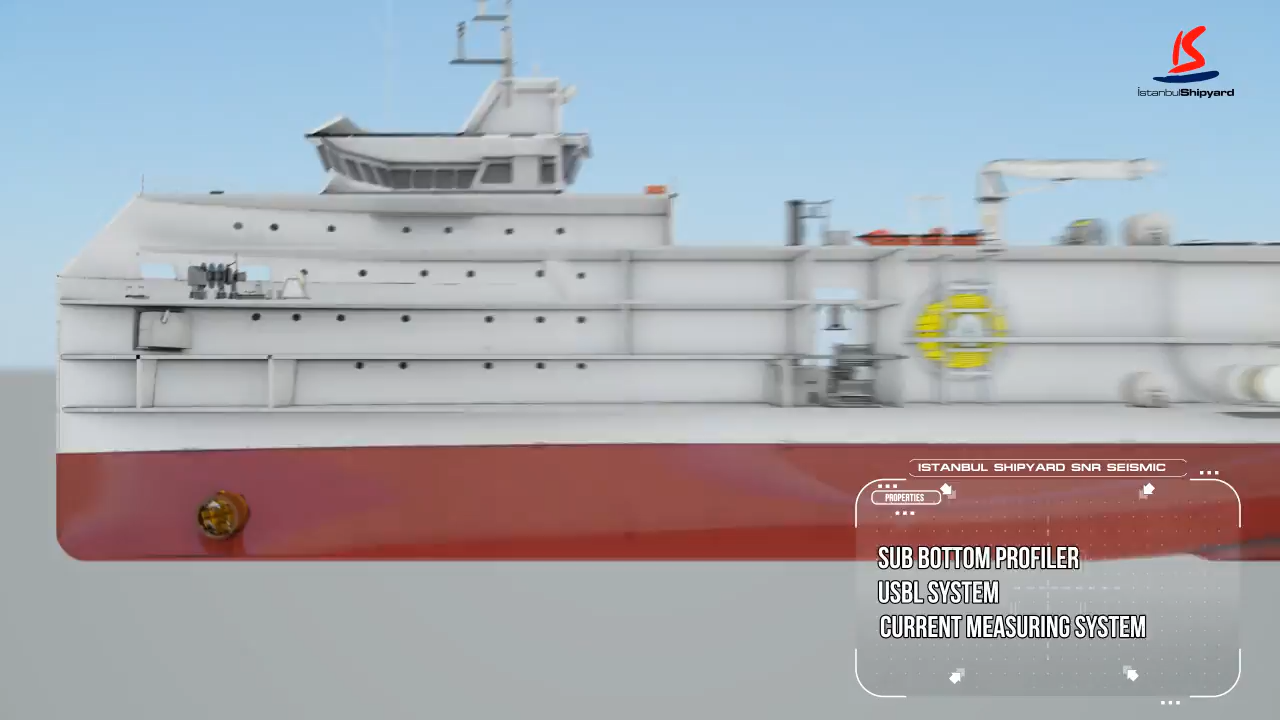 İstanbulShipyard
ISTANBUL SHIPYARD SNR SEISMIC
PROPERTIES
SUB BOTTOM PROFILER
USBL SYSTEM
CURRENT MEASURING SYSTEM